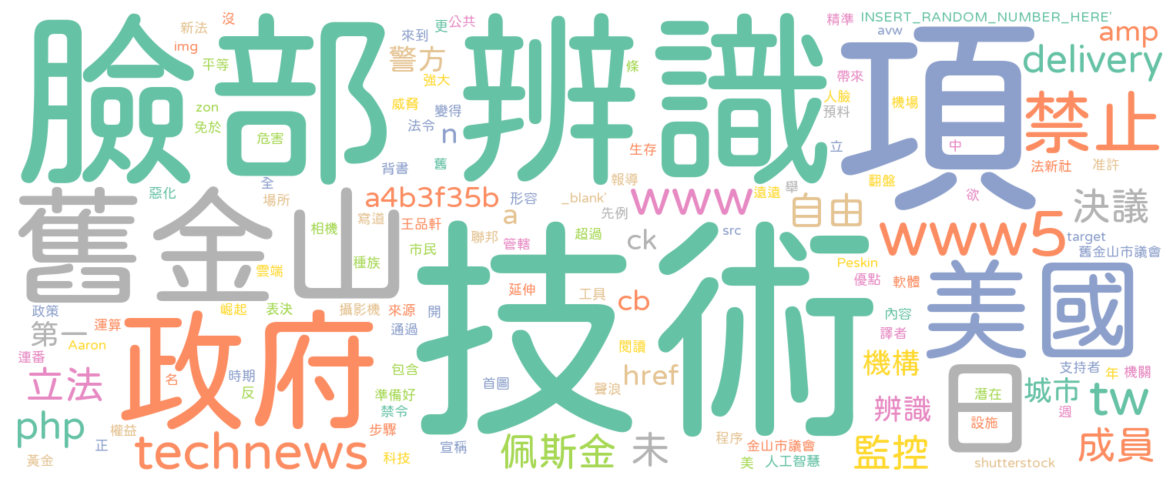 臉部辨識
項
技術
舊金山
政府
美國
禁止
www5
www
日
technews
delivery
amp
a4b3f35b
自由
決議
警方
n
a
ck
cb
href
php
tw
立法
第一
佩斯金
未
機構
辨識
監控
城市
成員
INSERT_RANDOM_NUMBER_HERE'
avw
精準
帶來
人臉
預料
機場
立
中
法新社
准許
翻盤
欲
遠遠
舉
src
target
舊金山市議會
Peskin
優點
軟體
內容
譯者
支持者
年
機關
週
潛在
設施
shutterstock
金山市議會
人工智慧
程序
美
聲浪
閱讀
工具
延伸
超過
管轄
聯邦
形容
_blank'
報導
先例
生存
條
公共
更
來到
強大
威脅
變得
法令
背書
舊
沒
新法
img
平等
zon
免於
危害
惡化
全
場所
相機
寫道
王品軒
種族
市民
雲端
崛起
表決
攝影機
來源
通過
開
政策
運算
Aaron
連番
名
時期
反
包含
準備好
禁令
步驟
首圖
宣稱
科技
權益
正
黃金